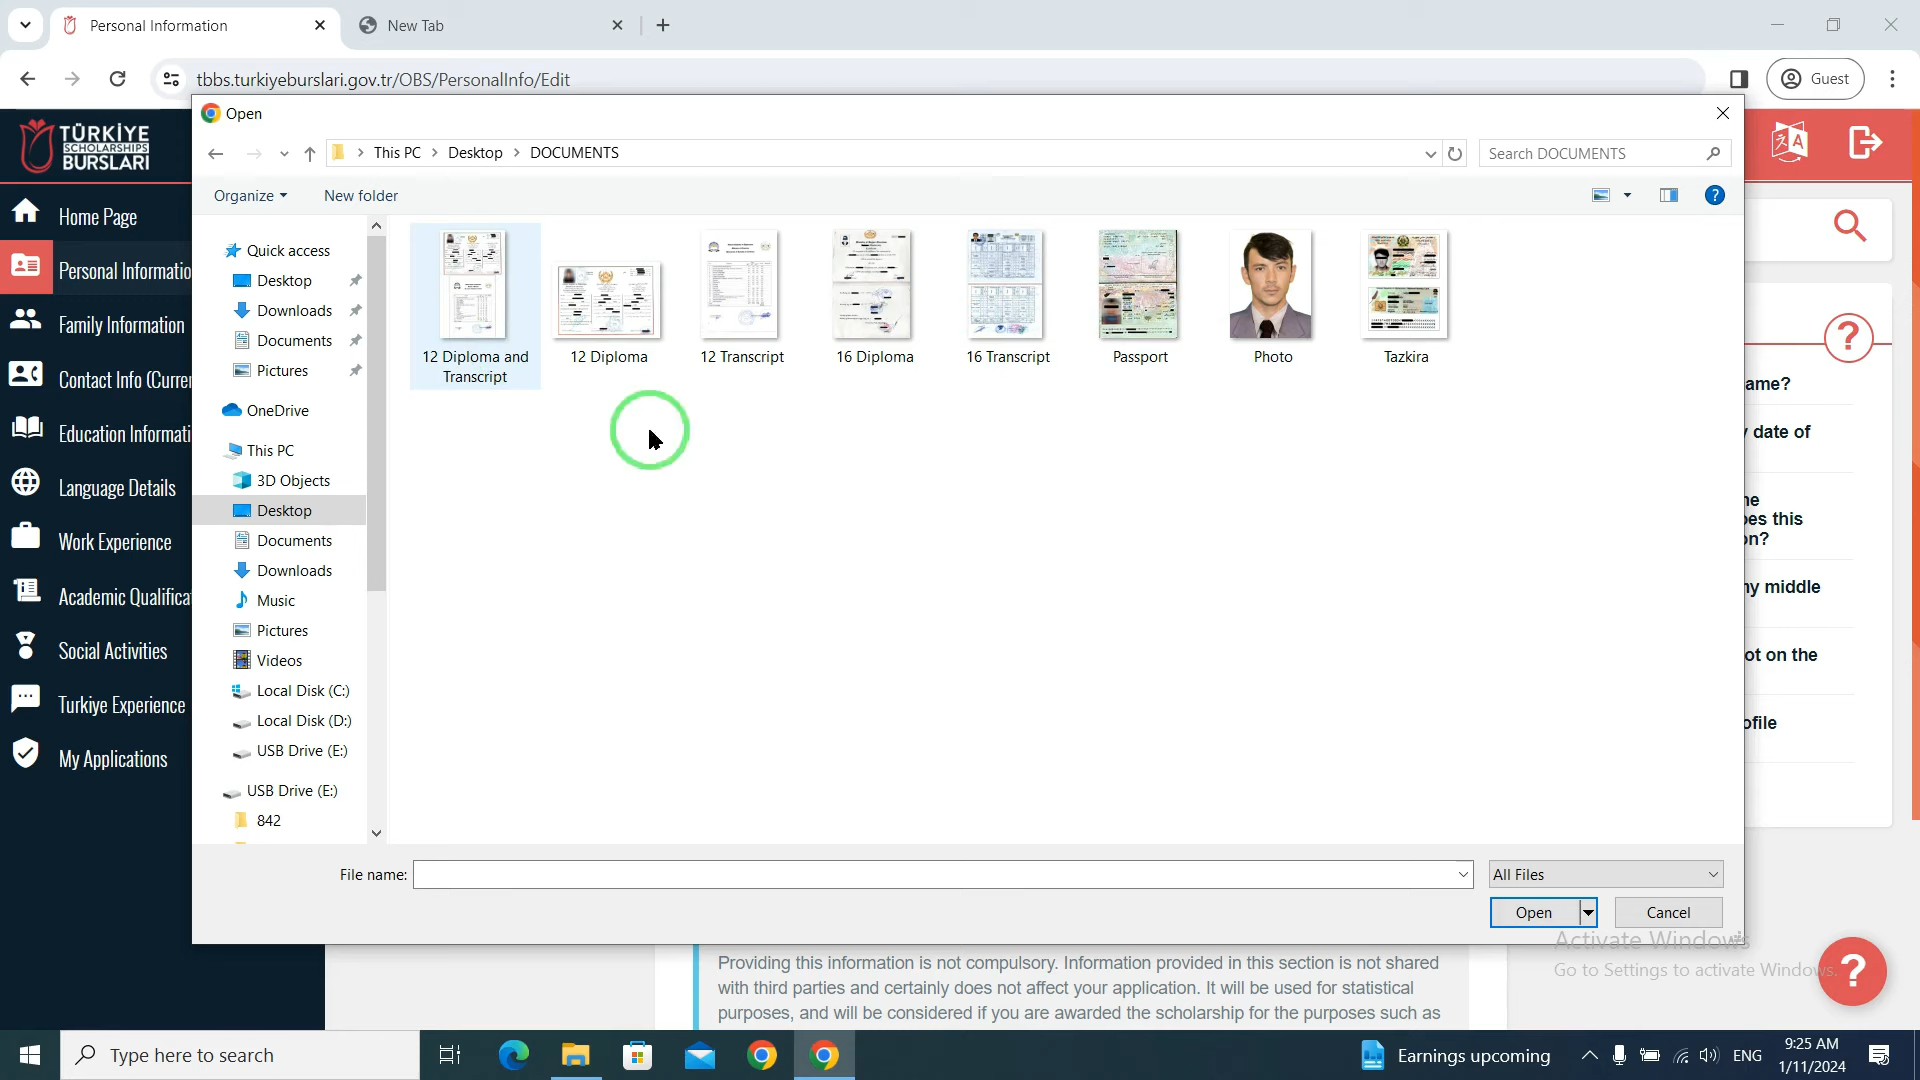 Personal Information
New Tab
tbbs.turkiyeburslari.gov.tr/OBS/PersonalInfo/Edit
Guest
Open
TÜRKİYE
SCHOLARSHIPS
BURSLARI
This PC > Desktop > DOCUMENTS
Search DOCUMENTS
Organize
New folder
Home Page
Personal Informatio
Family Information
Contact Info (Curre
Education Informati
Language Details
Work Experience
Academic Qualifica
Social Activities
Turkiye Experience
My Applications
Quick access
Desktop
Downloads
Documents
Pictures
OneDrive
This PC
3D Objects
Desktop
Documents
Downloads
Music
Pictures
Videos
Local Disk (C:)
Local Disk (D:)
USB Drive (E:)
USB Drive (E:)
842
12 Diploma and
Transcript
12 Diploma
12 Transcript
16 Diploma
16 Transcript
Passport
Photo
Tazkira
ame?
date of
pes this
on?
ny middle
ot on the
ofile
File name:
All Files
Open
Cancel
Activate Windows
Go to Settings to activate Windows.
Providing this information is not compulsory. Information provided in this section is not shared
with third parties and certainly does not affect your application. It will be used for statistical
purposes, and will be considered if you are awarded the scholarship for the purposes such as
Type here to search
Earnings upcoming
ENG
9:25 AM
1/11/2024